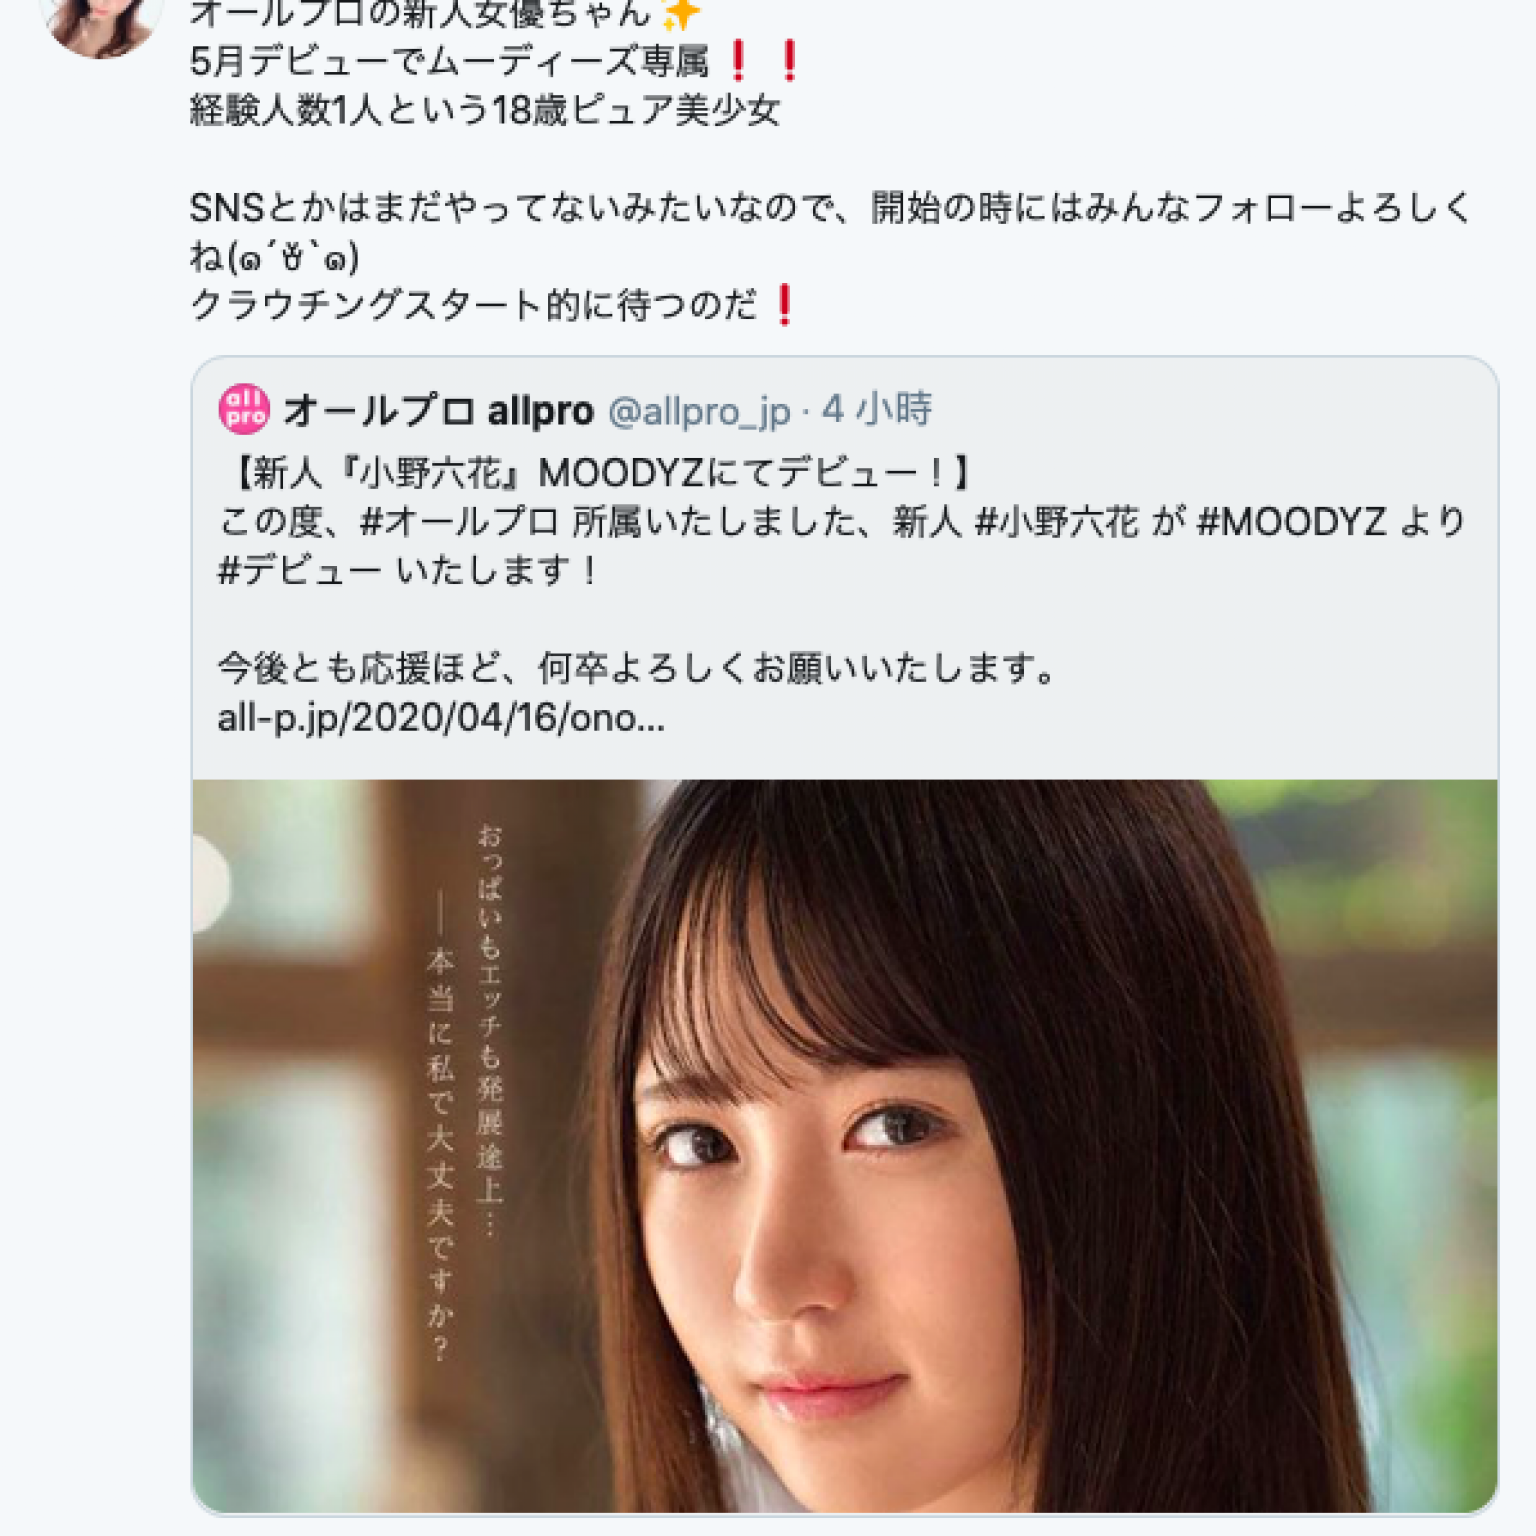 オールプロの新人女優ちゃん✨
5月デビューでムーディーズ専属❗❗
経験人数1人という18歳ピュア美少女
SNSとかはまだやってないみたいなので、開始の時にはみんなフォローよろしく
ね(๑´ㅂ`๑)
クラウチングスタート的に待つのだ❗
all
pro
オールプロ allpro @allpro_jp · 4 小時
【新人『小野六花』MOODYZにてデビュー！】
この度、#オールプロ 所属いたしました、新人 #小野六花 が #MOODYZ より
#デビュー いたします！
今後とも応援ほど、何卒よろしくお願いいたします。
all-p.jp/2020/04/16/ono...
おっぱいもエッチも発展途上…
――本当に私で大丈夫ですか？